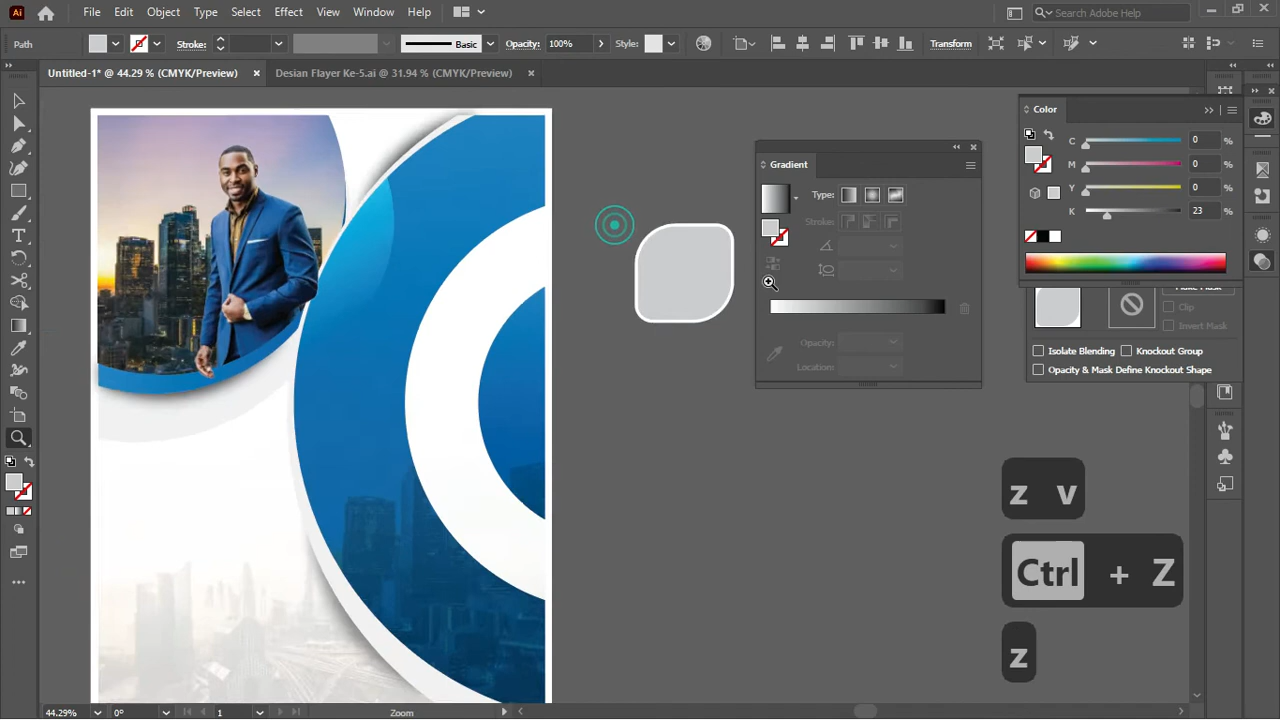 Ai File Edit Object Type Select Effect View Window Help Search Adobe Help
Path Stroke: Basic Opacity: 100% Style: Transform
Untitled-1* @ 44.29 % (CMYK/Preview) × Desian Flayer Ke-5.ai @ 31.94 % (CMYK/Preview) ×
Color
C 0 %
M 0 %
Y 0 %
K 23 %
Gradient
Type:
Stroke:
Opacity:
Location:
Clip
Invert Mask
Isolate Blending Knockout Group
Opacity & Mask Define Knockout Shape
z v
Ctrl + Z
z
44.29% 0° 1 Zoom